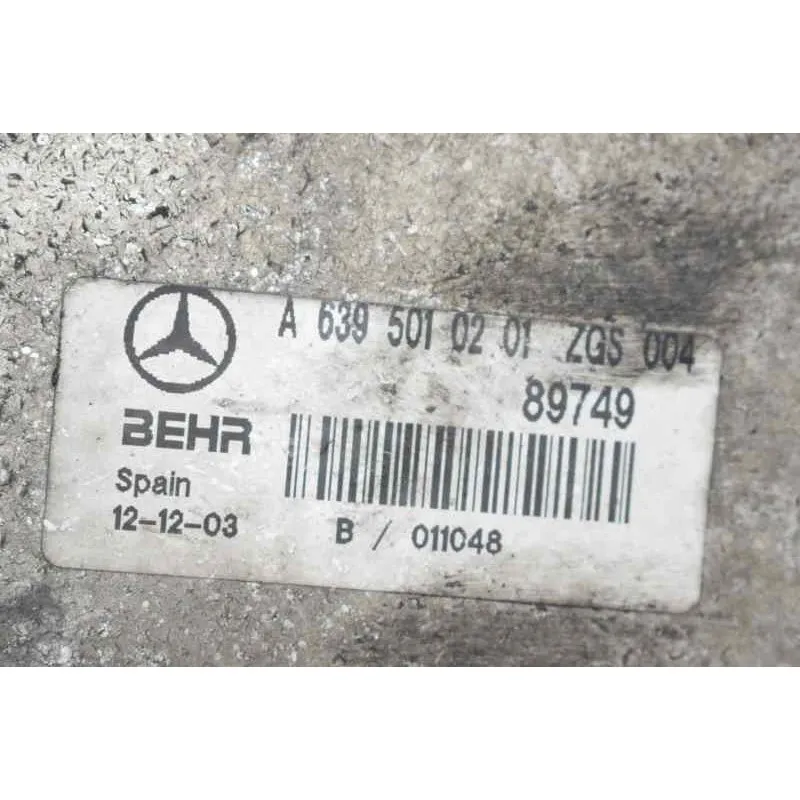 A 639 501 02 01 ZGS 004
89749
BEHR
Spain
12-12-03
B / 011048